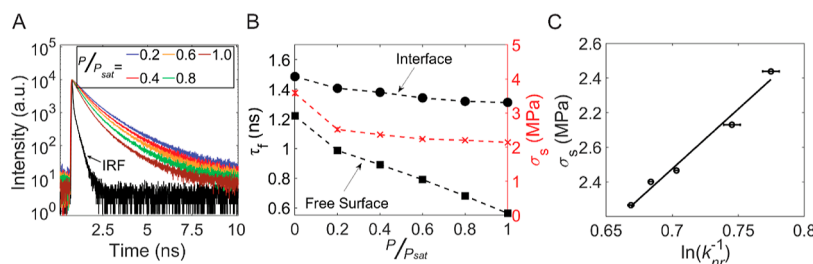 A
B
C
P/P_sat=
0.2 0.6 1.0
0.4 0.8
Intensity (a.u.)
10^5
10^4
10^3
10^2
10^1
10^0
IRF
2.5 5 7.5 10
Time (ns)
τ_f (ns)
1.6
1.4
1.2
1
0.8
0.6
Interface
Free Surface
5
4
3
2
1
0
σ_s (MPa)
0 0.2 0.4 0.6 0.8 1
P/P_sat
σ_s (MPa)
2.6
2.2
2.6
2.4
0.65 0.7 0.75 0.8
ln(k_nr^-1)